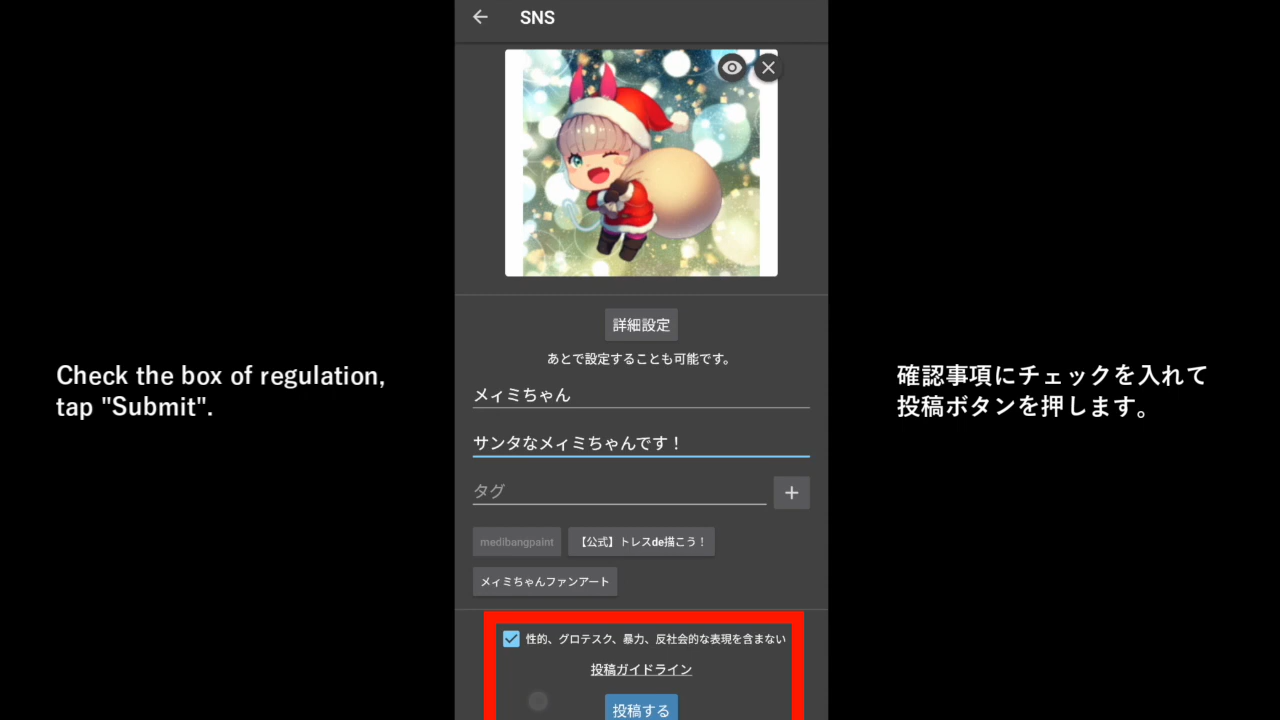 SNS
詳細設定
あとで設定することも可能です。
メィミちゃん
サンタなメィミちゃんです！
タグ
medibangpaint
【公式】トレスde描こう！
メィミちゃんファンアート
性的、グロテスク、暴力、反社会的な表現を含まない
投稿ガイドライン
投稿する
Check the box of regulation,
tap "Submit".
確認事項にチェックを入れて
投稿ボタンを押します。